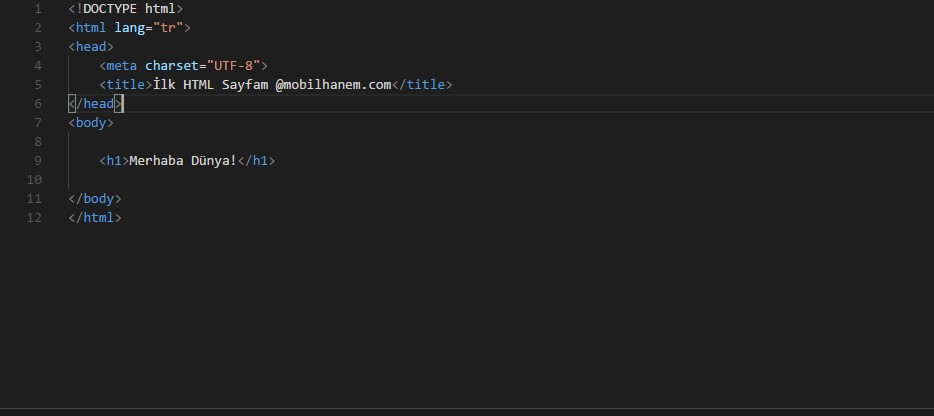 1 <!DOCTYPE html>
2 <html lang="tr">
3 <head>
4 <meta charset="UTF-8">
5 <title>İlk HTML Sayfam @mobilhanem.com</title>
6 </head>
7 <body>
8
9 <h1>Merhaba Dünya!</h1>
10
11 </body>
12 </html>